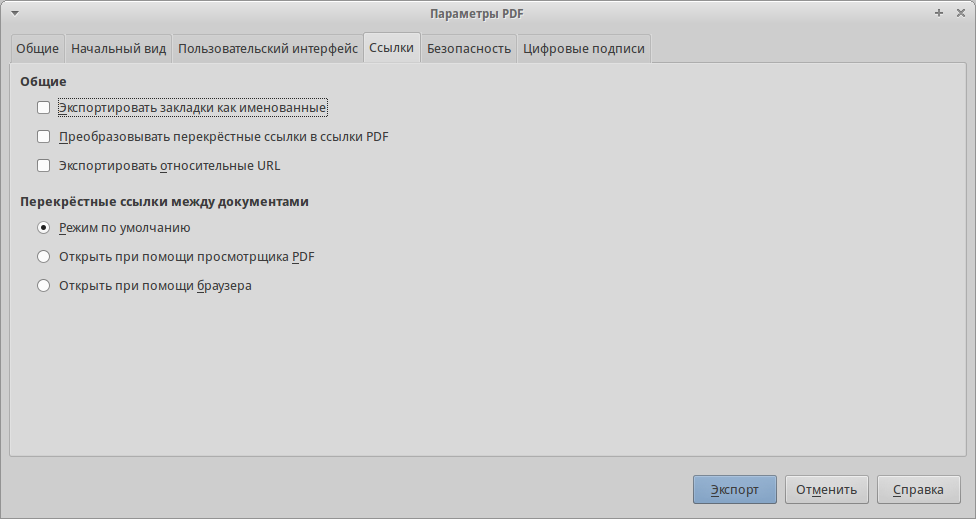 Параметры PDF
Общие Начальный вид Пользовательский интерфейс Ссылки Безопасность Цифровые подписи
Общие
Экспортировать закладки как именованные
Преобразовывать перекрёстные ссылки в ссылки PDF
Экспортировать относительные URL
Перекрёстные ссылки между документами
Режим по умолчанию
Открыть при помощи просмотрщика PDF
Открыть при помощи браузера
Экспорт Отменить Справка